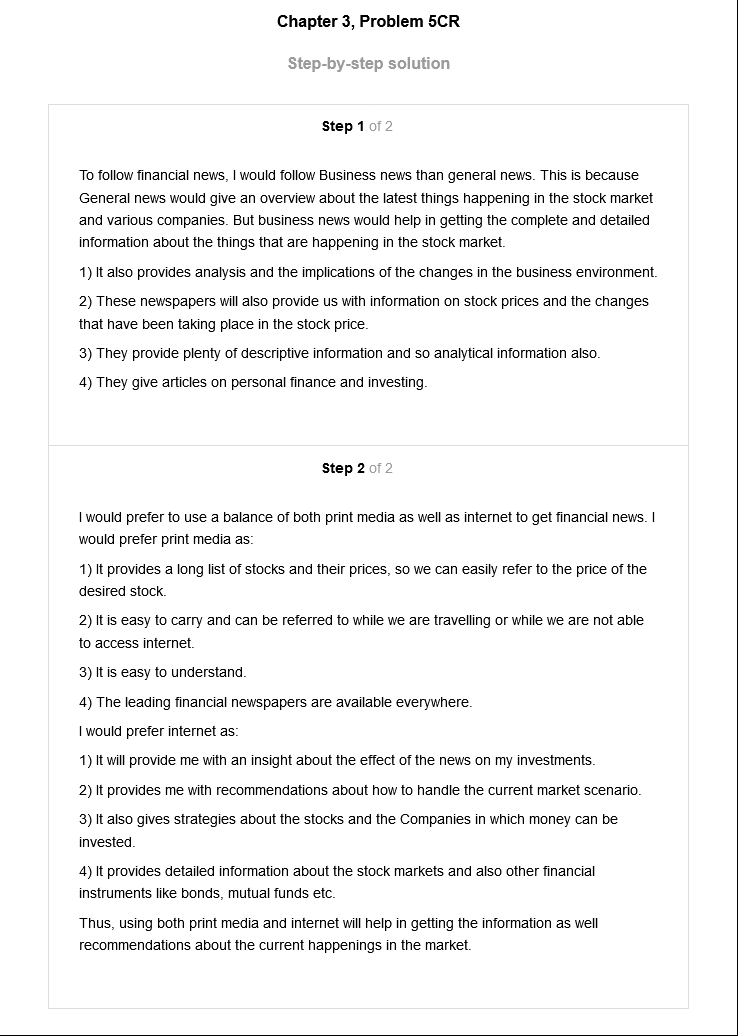 Chapter 3, Problem 5CR
Step-by-step solution
Step 1 of 2
To follow financial news, I would follow Business news than general news. This is because
General news would give an overview about the latest things happening in the stock market
and various companies. But business news would help in getting the complete and detailed
information about the things that are happening in the stock market.
1) It also provides analysis and the implications of the changes in the business environment.
2) These newspapers will also provide us with information on stock prices and the changes
that have been taking place in the stock price.
3) They provide plenty of descriptive information and so analytical information also.
4) They give articles on personal finance and investing.
Step 2 of 2
I would prefer to use a balance of both print media as well as internet to get financial news. I
would prefer print media as:
1) It provides a long list of stocks and their prices, so we can easily refer to the price of the
desired stock.
2) It is easy to carry and can be referred to while we are travelling or while we are not able
to access internet.
3) It is easy to understand.
4) The leading financial newspapers are available everywhere.
I would prefer internet as:
1) It will provide me with an insight about the effect of the news on my investments.
2) It provides me with recommendations about how to handle the current market scenario.
3) It also gives strategies about the stocks and the Companies in which money can be
invested.
4) It provides detailed information about the stock markets and also other financial
instruments like bonds, mutual funds etc.
Thus, using both print media and internet will help in getting the information as well
recommendations about the current happenings in the market.